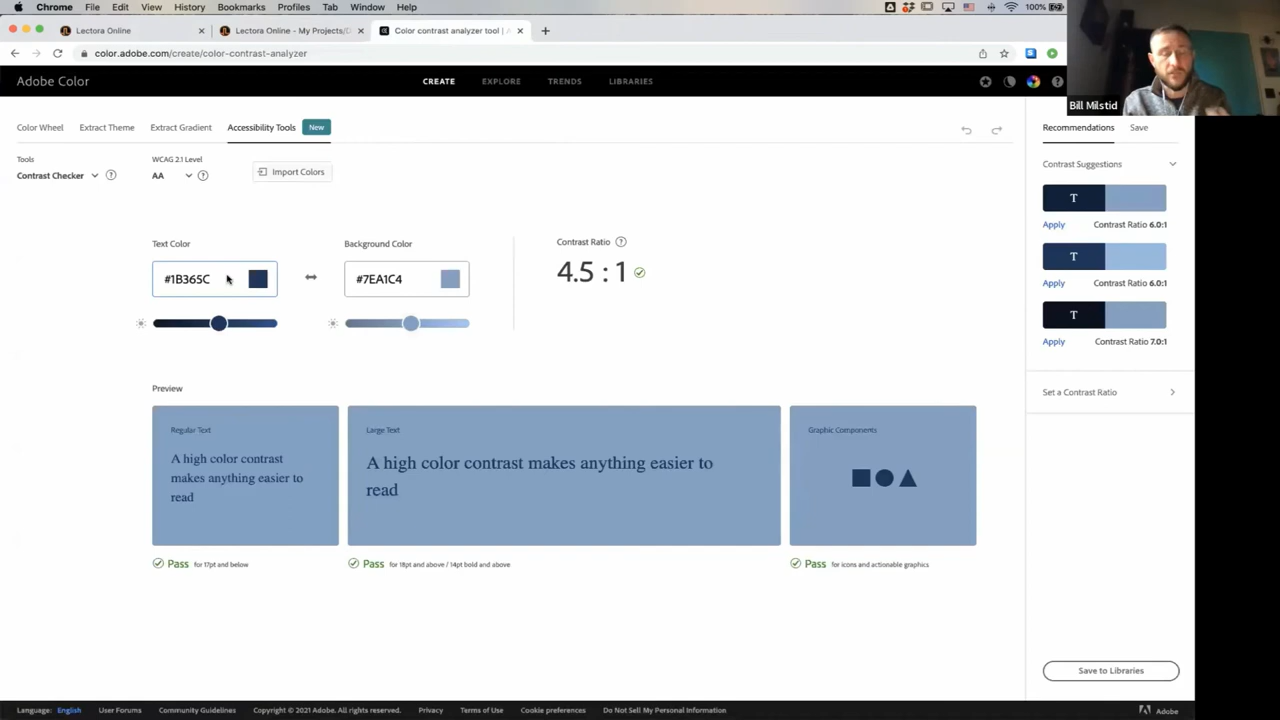 Chrome File Edit View History Bookmarks Profiles Tab Window Help 100%
Lectora Online Lectora Online - My Projects/D Color contrast analyzer tool | A
color.adobe.com/create/color-contrast-analyzer
Adobe Color CREATE EXPLORE TRENDS LIBRARIES
Bill Milstid
Color Wheel Extract Theme Extract Gradient Accessibility Tools New Recommendations Save
Tools WCAG 2.1 Level
Contrast Checker AA Import Colors
Contrast Suggestions
T
Apply Contrast Ratio 6.0:1
Text Color Background Color Contrast Ratio
#1B365C #7EA1C4 4.5 : 1
T
Apply Contrast Ratio 6.0:1
T
Apply Contrast Ratio 7.0:1
Preview
Set a Contrast Ratio
Regular Text Large Text Graphic Components
A high color contrast
makes anything easier to
read
A high color contrast makes anything easier to
read
Pass for 17pt and below Pass for 18pt and above / 14pt bold and above Pass for icons and actionable graphics
Save to Libraries
Language: English User Forums Community Guidelines Copyright © 2021 Adobe. All rights reserved. Privacy Terms of Use Cookie preferences Do Not Sell My Personal Information Adobe